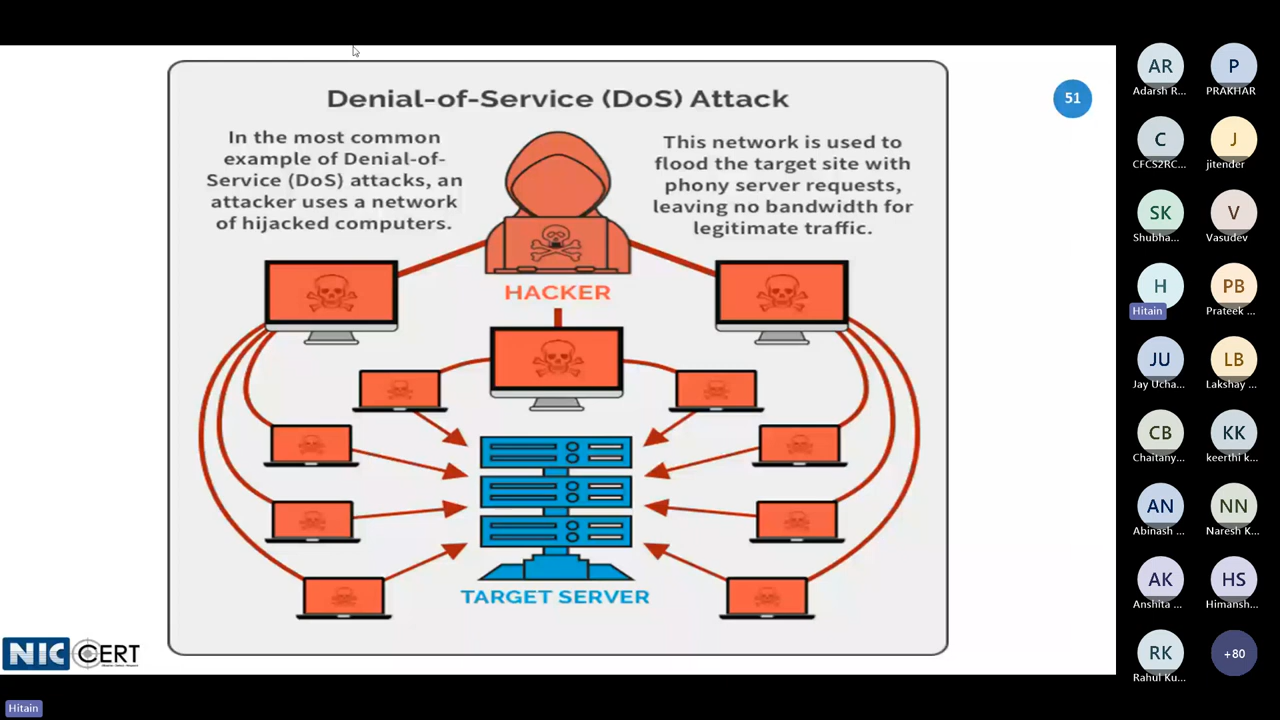 Denial-of-Service (DoS) Attack
51
In the most common
example of Denial-of-
Service (DoS) attacks, an
attacker uses a network
of hijacked computers.
This network is used to
flood the target site with
phony server requests,
leaving no bandwidth for
legitimate traffic.
HACKER
TARGET SERVER
NIC CERT
Hitain
AR
Adarsh R...
P
PRAKHAR
C
CFCS2RC...
J
jitender
SK
Shubha...
V
Vasudev
H
Hitain
PB
Prateek ...
JU
Jay Ucha...
LB
Lakshay ...
CB
Chaitany...
KK
keerthi k...
AN
Abinash ...
NN
Naresh K...
AK
Anshita ...
HS
Himansh...
RK
Rahul Ku...
+80